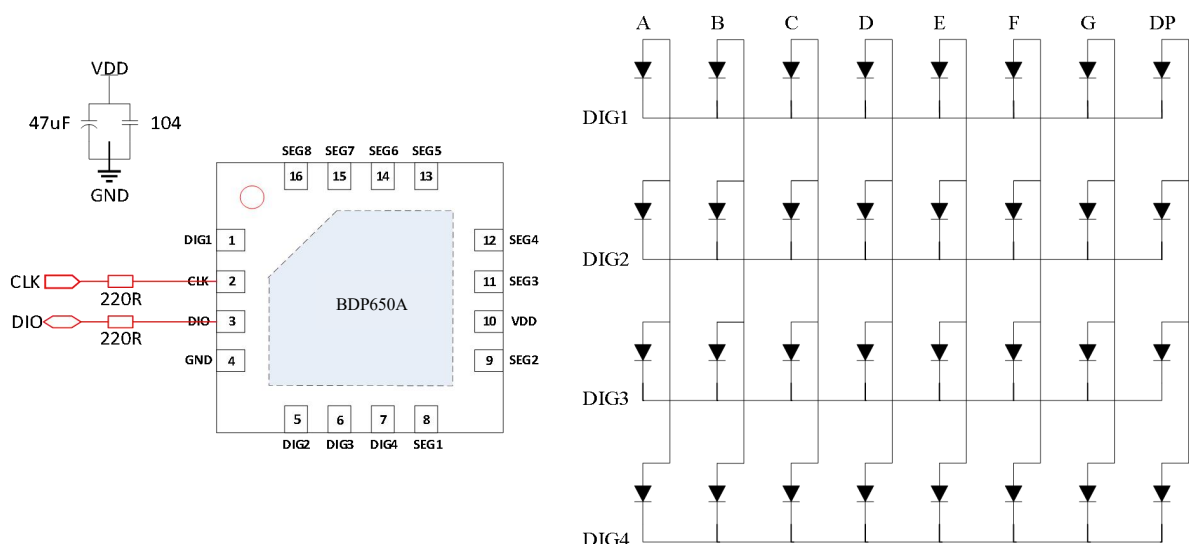 VDD
47uF 104
GND
SEG8 SEG7 SEG6 SEG5
16 15 14 13
DIG1 1 12 SEG4
CLK CLK 2 11 SEG3
220R
DIO DIO 3 10 VDD
220R
GND 4 9 SEG2
BDP650A
5 6 7 8
DIG2 DIG3 DIG4 SEG1
A B C D E F G DP
DIG1
DIG2
DIG3
DIG4